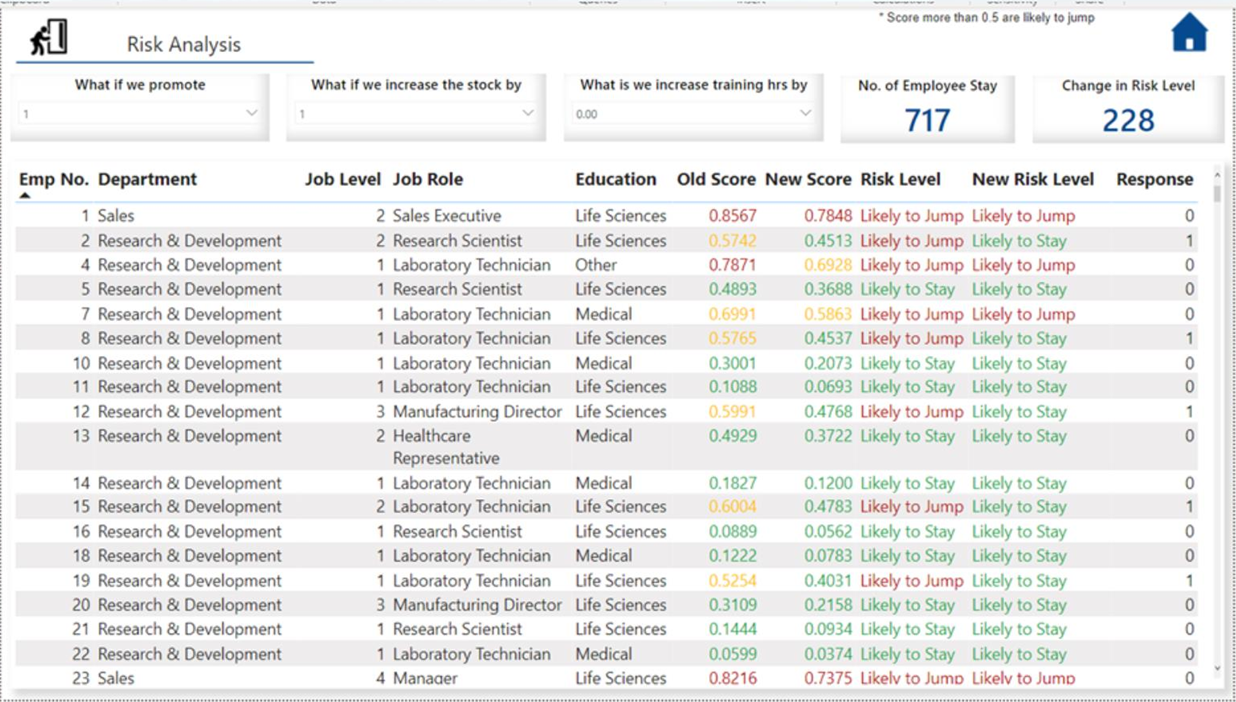 * Score more than 0.5 are likely to jump
Risk Analysis
What if we promote
1
What if we increase the stock by
1
What is we increase training hrs by
0.00
No. of Employee Stay
717
Change in Risk Level
228
Emp No. Department Job Level Job Role Education Old Score New Score Risk Level New Risk Level Response
1 Sales 2 Sales Executive Life Sciences 0.8567 0.7848 Likely to Jump Likely to Jump 0
2 Research & Development 2 Research Scientist Life Sciences 0.5742 0.4513 Likely to Jump Likely to Stay 1
4 Research & Development 1 Laboratory Technician Other 0.7871 0.6928 Likely to Jump Likely to Jump 0
5 Research & Development 1 Research Scientist Life Sciences 0.4893 0.3688 Likely to Stay Likely to Stay 0
7 Research & Development 1 Laboratory Technician Medical 0.6991 0.5863 Likely to Jump Likely to Jump 0
8 Research & Development 1 Laboratory Technician Life Sciences 0.5765 0.4537 Likely to Jump Likely to Stay 1
10 Research & Development 1 Laboratory Technician Medical 0.3001 0.2073 Likely to Stay Likely to Stay 0
11 Research & Development 1 Laboratory Technician Life Sciences 0.1088 0.0693 Likely to Stay Likely to Stay 0
12 Research & Development 3 Manufacturing Director Life Sciences 0.5991 0.4768 Likely to Jump Likely to Stay 1
13 Research & Development 2 Healthcare Medical 0.4929 0.3722 Likely to Stay Likely to Stay 0
Representative
14 Research & Development 1 Laboratory Technician Medical 0.1827 0.1200 Likely to Stay Likely to Stay 0
15 Research & Development 2 Laboratory Technician Life Sciences 0.6004 0.4783 Likely to Jump Likely to Stay 1
16 Research & Development 1 Research Scientist Life Sciences 0.0889 0.0562 Likely to Stay Likely to Stay 0
18 Research & Development 1 Laboratory Technician Medical 0.1222 0.0783 Likely to Stay Likely to Stay 0
19 Research & Development 1 Laboratory Technician Life Sciences 0.5254 0.4031 Likely to Jump Likely to Stay 1
20 Research & Development 3 Manufacturing Director Life Sciences 0.3109 0.2158 Likely to Stay Likely to Stay 0
21 Research & Development 1 Research Scientist Life Sciences 0.1444 0.0934 Likely to Stay Likely to Stay 0
22 Research & Development 1 Laboratory Technician Medical 0.0599 0.0374 Likely to Stay Likely to Stay 0
23 Sales 4 Manager Life Sciences 0.8216 0.7375 Likely to Jump Likely to Jump 0